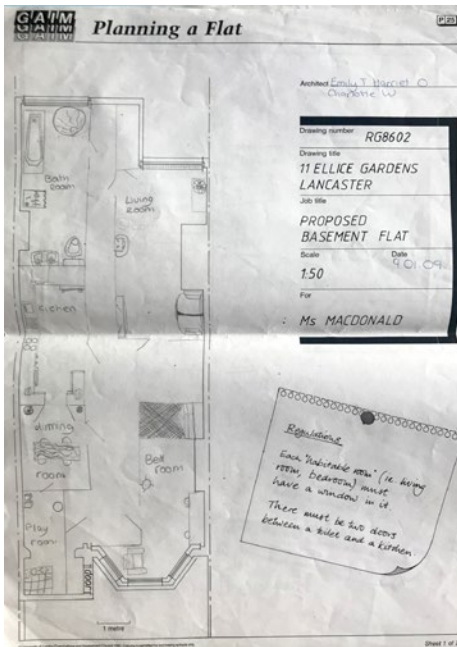 GAIM
Planning a Flat
P 25
Architect Emily T Harriet O
Charlotte W
Drawing number RG8602
Drawing title
11 ELLICE GARDENS
LANCASTER
Job title
PROPOSED
BASEMENT FLAT
Scale Date
1:50 9.01.09
For
Ms MACDONALD
Bath
Room
Living
Room
kitchen
dinning
room
Bed
room
Play
room
door
1 metre
Regulations
Each "habitable room" (ie. living
room, bedroom) must
have a window in it.
There must be two doors
between a toilet and a kitchen.
Sheet 1 of